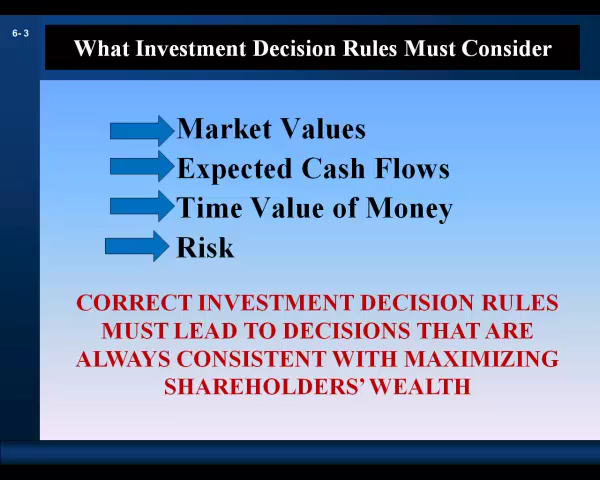 6- 3
What Investment Decision Rules Must Consider
Market Values
Expected Cash Flows
Time Value of Money
Risk
CORRECT INVESTMENT DECISION RULES
MUST LEAD TO DECISIONS THAT ARE
ALWAYS CONSISTENT WITH MAXIMIZING
SHAREHOLDERS’ WEALTH